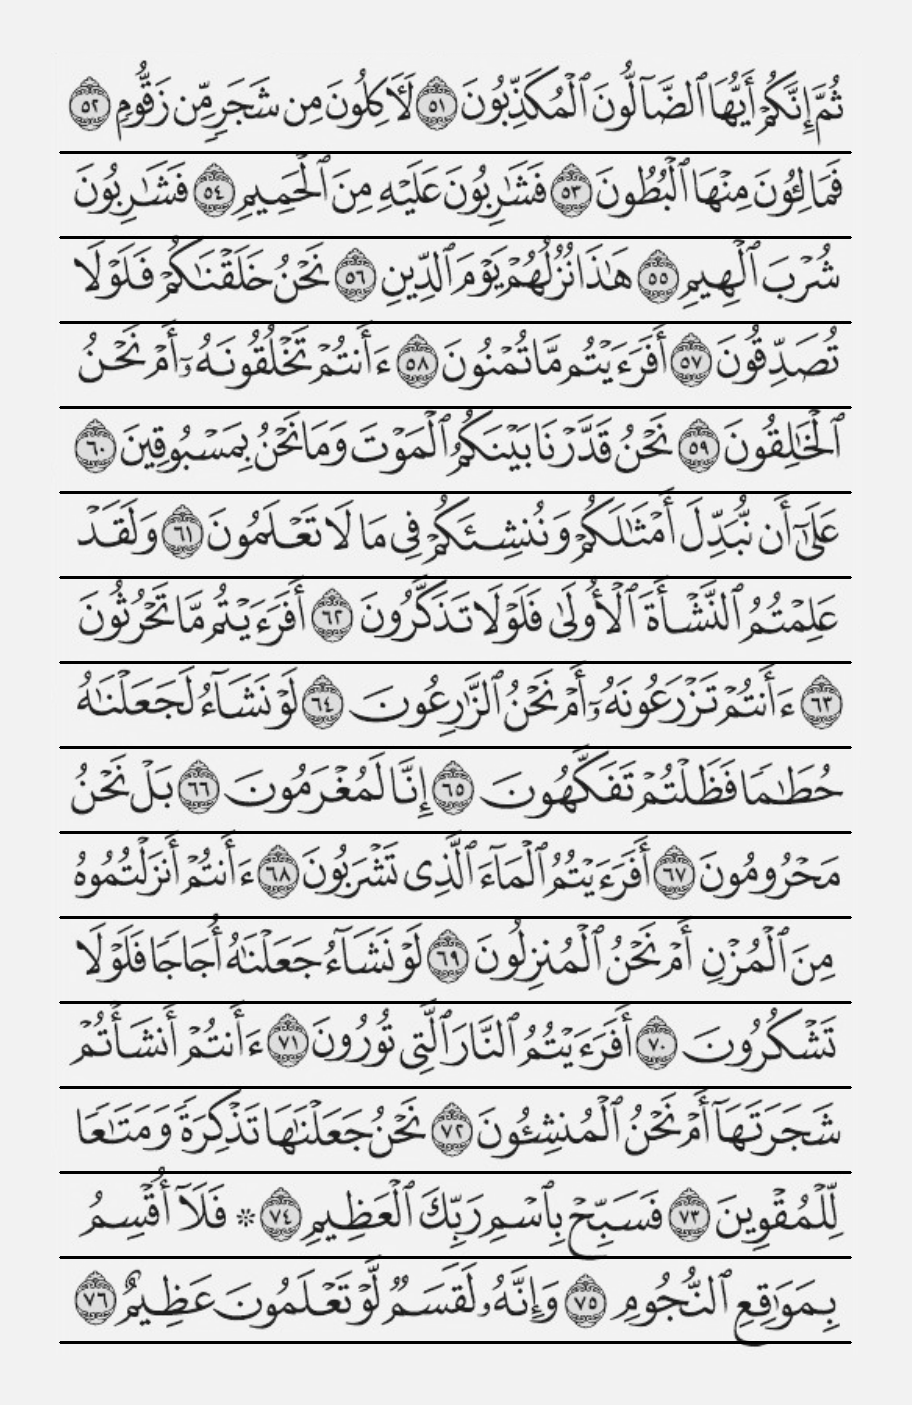 ثُمَّ إِنَّكُمْ أَيُّهَا ٱلضَّآلُّونَ ٱلْمُكَذِّبُونَ ٥١ لَـَٔاكِلُونَ مِن شَجَرٍ مِّن زَقُّومٍ ٥٢
فَمَالِـُٔونَ مِنْهَا ٱلْبُطُونَ ٥٣ فَشَٰرِبُونَ عَلَيْهِ مِنَ ٱلْحَمِيمِ ٥٤ فَشَٰرِبُونَ
شُرْبَ ٱلْهِيمِ ٥٥ هَٰذَا نُزُلُهُمْ يَوْمَ ٱلدِّينِ ٥٦ نَحْنُ خَلَقْنَٰكُمْ فَلَوْلَا
تُصَدِّقُونَ ٥٧ أَفَرَءَيْتُم مَّا تُمْنُونَ ٥٨ ءَأَنتُمْ تَخْلُقُونَهُۥٓ أَمْ نَحْنُ
ٱلْخَٰلِقُونَ ٥٩ نَحْنُ قَدَّرْنَا بَيْنَكُمُ ٱلْمَوْتَ وَمَا نَحْنُ بِمَسْبُوقِينَ ٦٠
عَلَىٰٓ أَن نُّبَدِّلَ أَمْثَٰلَكُمْ وَنُنشِئَكُمْ فِى مَا لَا تَعْلَمُونَ ٦١ وَلَقَدْ
عَلِمْتُمُ ٱلنَّشْأَةَ ٱلْأُولَىٰ فَلَوْلَا تَذَكَّرُونَ ٦٢ أَفَرَءَيْتُم مَّا تَحْرُثُونَ
٦٣ ءَأَنتُمْ تَزْرَعُونَهُۥٓ أَمْ نَحْنُ ٱلزَّٰرِعُونَ ٦٤ لَوْ نَشَآءُ لَجَعَلْنَٰهُ
حُطَٰمًا فَظَلْتُمْ تَفَكَّهُونَ ٦٥ إِنَّا لَمُغْرَمُونَ ٦٦ بَلْ نَحْنُ
مَحْرُومُونَ ٦٧ أَفَرَءَيْتُمُ ٱلْمَآءَ ٱلَّذِى تَشْرَبُونَ ٦٨ ءَأَنتُمْ أَنزَلْتُمُوهُ
مِنَ ٱلْمُزْنِ أَمْ نَحْنُ ٱلْمُنزِلُونَ ٦٩ لَوْ نَشَآءُ جَعَلْنَٰهُ أُجَاجًا فَلَوْلَا
تَشْكُرُونَ ٧٠ أَفَرَءَيْتُمُ ٱلنَّارَ ٱلَّتِى تُورُونَ ٧١ ءَأَنتُمْ أَنشَأْتُمْ
شَجَرَتَهَآ أَمْ نَحْنُ ٱلْمُنشِـُٔونَ ٧٢ نَحْنُ جَعَلْنَٰهَا تَذْكِرَةً وَمَتَٰعًا
لِّلْمُقْوِينَ ٧٣ فَسَبِّحْ بِٱسْمِ رَبِّكَ ٱلْعَظِيمِ ٧٤ * فَلَآ أُقْسِمُ
بِمَوَٰقِعِ ٱلنُّجُومِ ٧٥ وَإِنَّهُۥ لَقَسَمٌ لَّوْ تَعْلَمُونَ عَظِيمٌ ٧٦